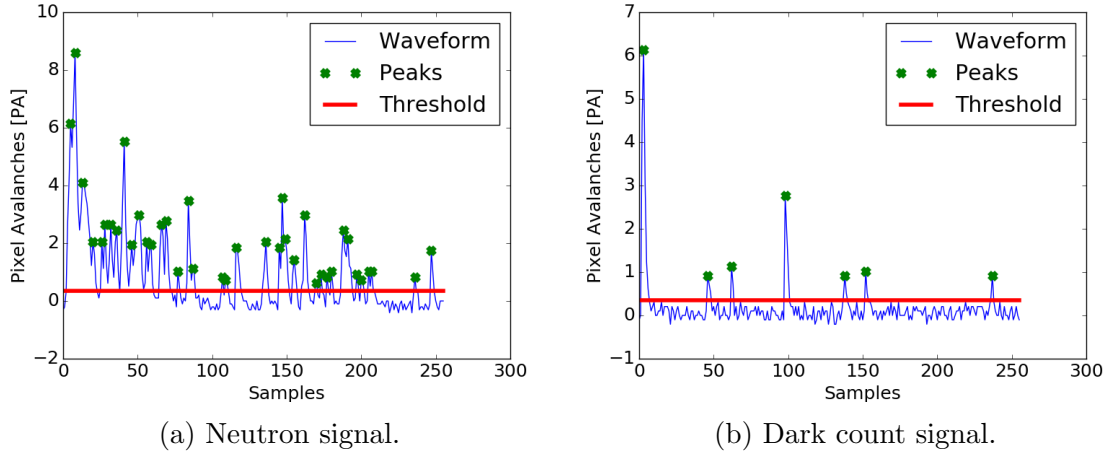 10
8
6
4
2
0
−2
Pixel Avalanches [PA]
Waveform
Peaks
Threshold
0 50 100 150 200 250 300
Samples
(a) Neutron signal.
7
6
5
4
3
2
1
0
−1
Pixel Avalanches [PA]
Waveform
Peaks
Threshold
0 50 100 150 200 250 300
Samples
(b) Dark count signal.